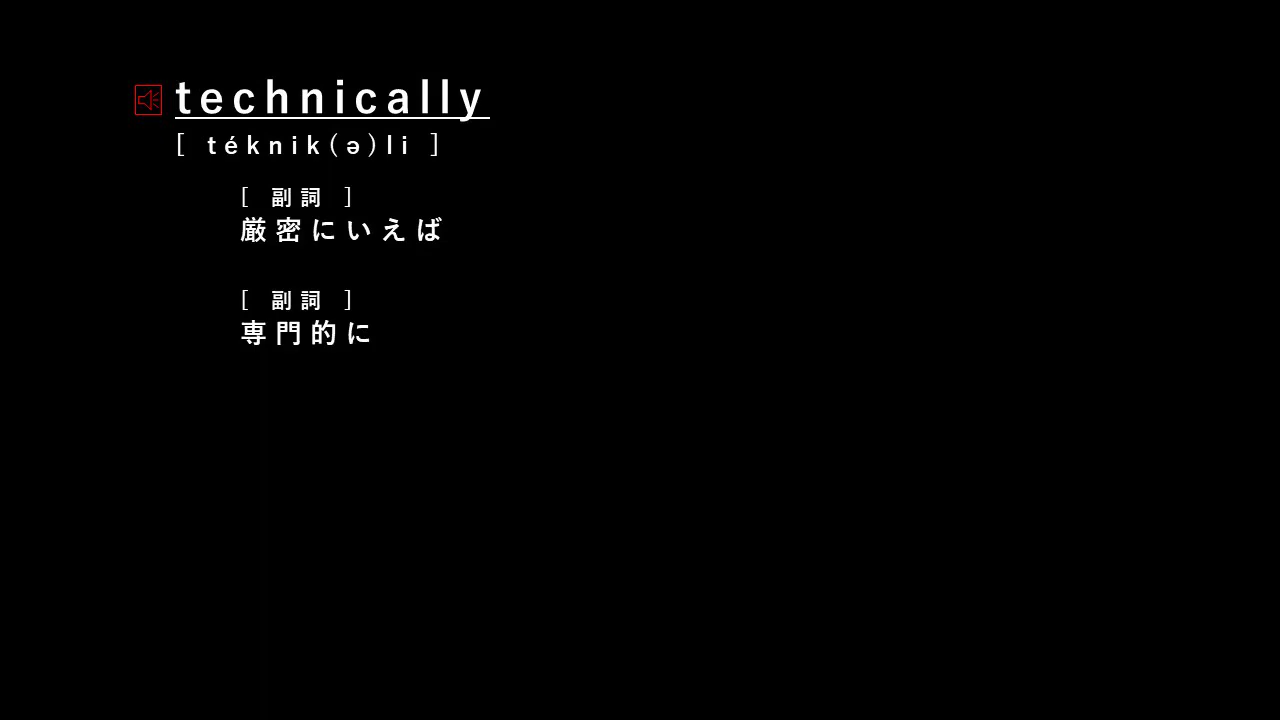 technically
[ téknik(ə)li ]
[ 副詞 ]
厳密にいえば
[ 副詞 ]
専門的に